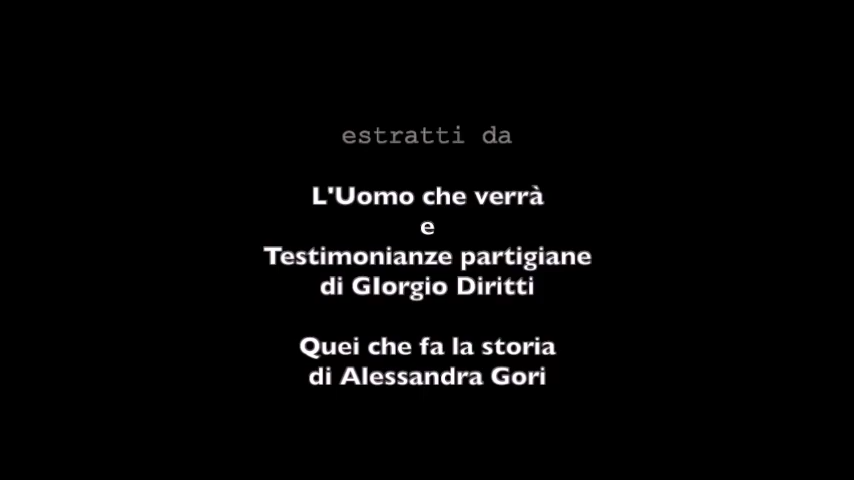 estratti da
L'Uomo che verrà
e
Testimonianze partigiane
di GIorgio Diritti
Quei che fa la storia
di Alessandra Gori